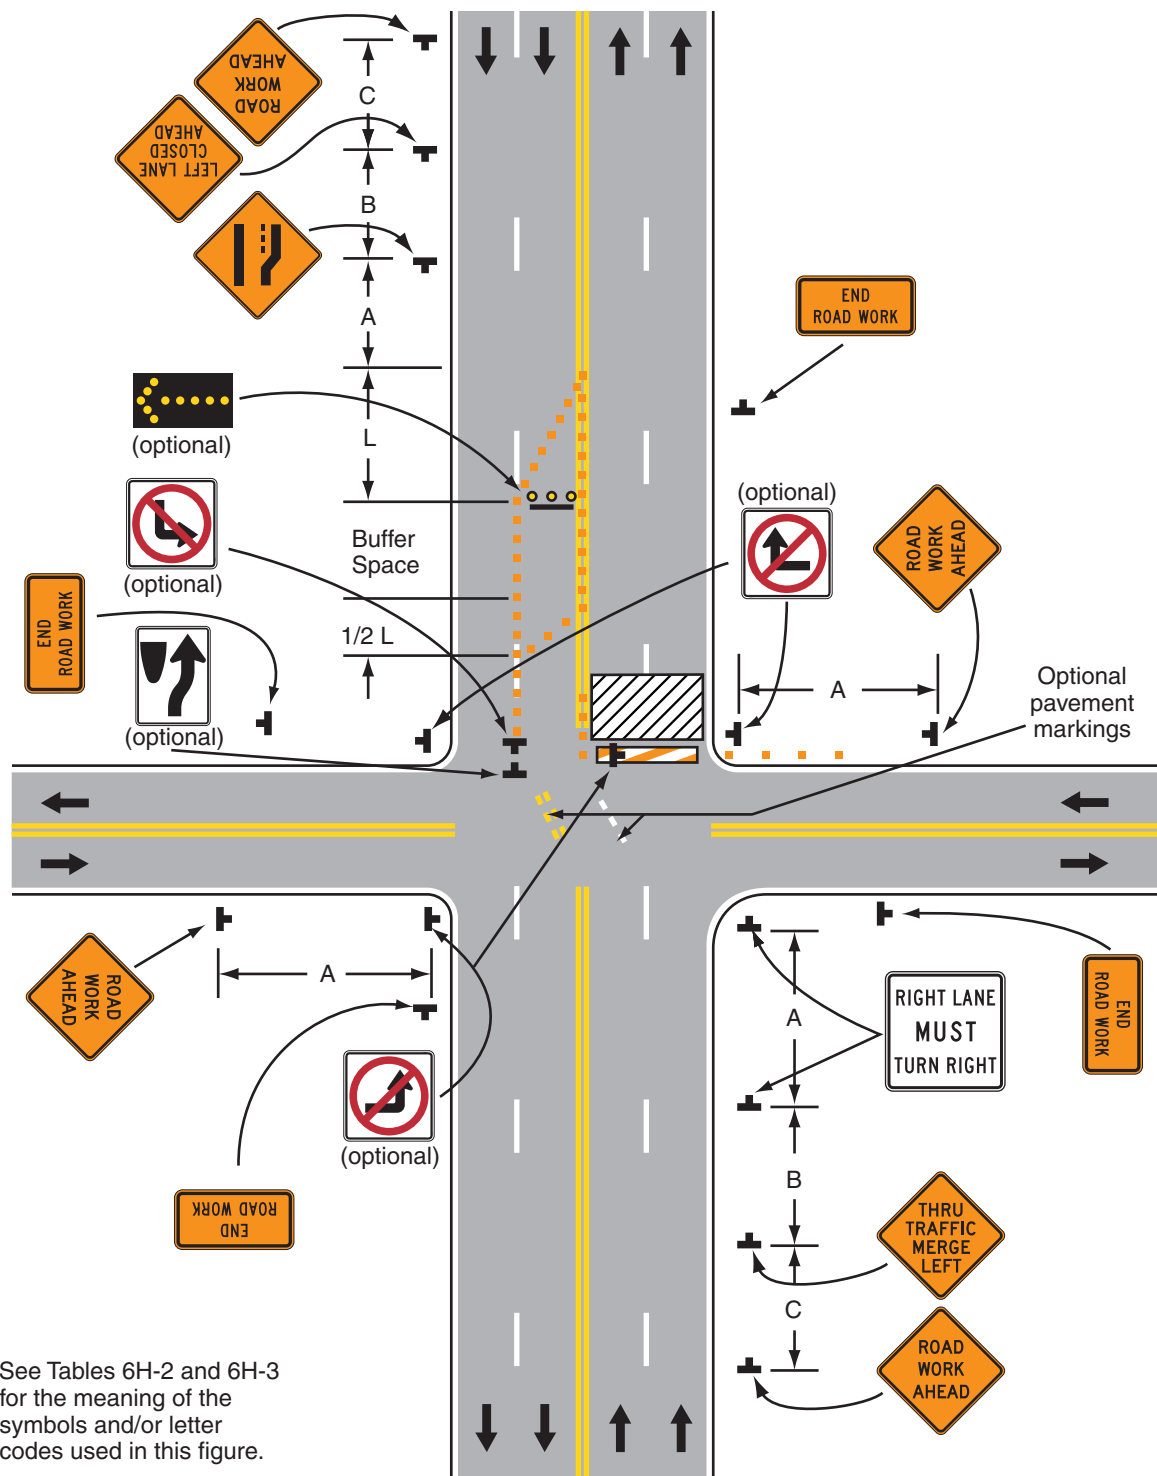 ROAD
WORK
AHEAD
C
LEFT LANE
CLOSED
AHEAD
B
A
END
ROAD WORK
L
(optional)
(optional)
ROAD
WORK
AHEAD
Buffer
Space
(optional)
END
ROAD WORK
1/2 L
(optional)
A
Optional
pavement
markings
ROAD
WORK
AHEAD
A
END
ROAD WORK
(optional)
A
RIGHT LANE
MUST
TURN RIGHT
END
ROAD WORK
B
THRU
TRAFFIC
MERGE
LEFT
C
ROAD
WORK
AHEAD
See Tables 6H-2 and 6H-3
for the meaning of the
symbols and/or letter
codes used in this figure.